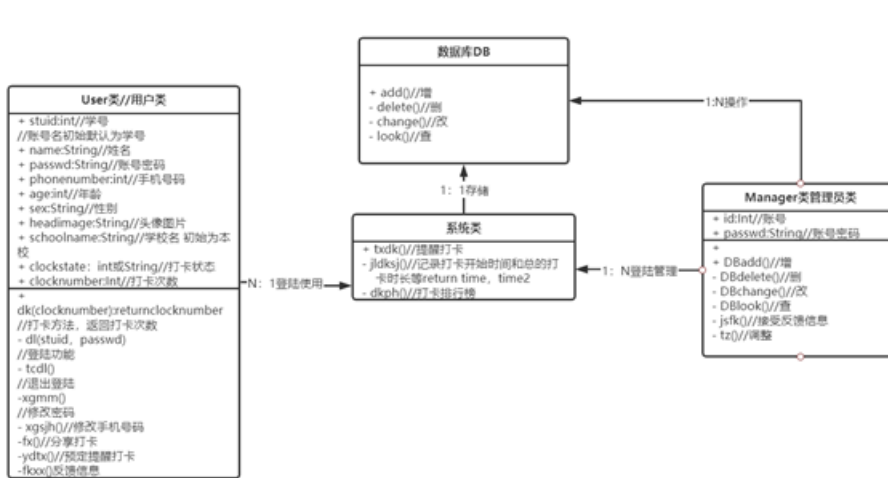 数据库DB
+ add()//增
- delete()//删
- change()//改
- look()//查
User类//用户类
+ stuid:int//学号
//账号名初始默认为学号
+ name:String//姓名
+ passwd:String//账号密码
+ phonenumber:int//手机号码
+ age:int//年龄
+ sex:String//性别
+ headimage:String//头像图片
+ schoolname:String//学校名 初始为本
校
+ clockstate：int或String//打卡状态
+ clocknumber:Int//打卡次数
+
dk(clocknumber):returnclocknumber
//打卡方法，返回打卡次数
- dl(stuid，passwd)
//登陆功能
- tcdl()
//退出登陆
-xgmm()
//修改密码
- xgsjh()//修改手机号码
-fx()//分享打卡
-ydtx()//预定提醒打卡
-fkxx()反馈信息
N：1登陆使用
1：1存储
系统类
+ txdk()//提醒打卡
- jldksj()//记录打卡开始时间和总的打
卡时长等return time，time2
- dkph()//打卡排行榜
1:N操作
1：N登陆管理
Manager类管理员类
+ id:Int//账号
+ passwd:String//账号密码
+
+ DBadd()//增
- DBdelete()//删
- DBchange()//改
- DBlook()//查
- jsfk()//接受反馈信息
- tz()//调整